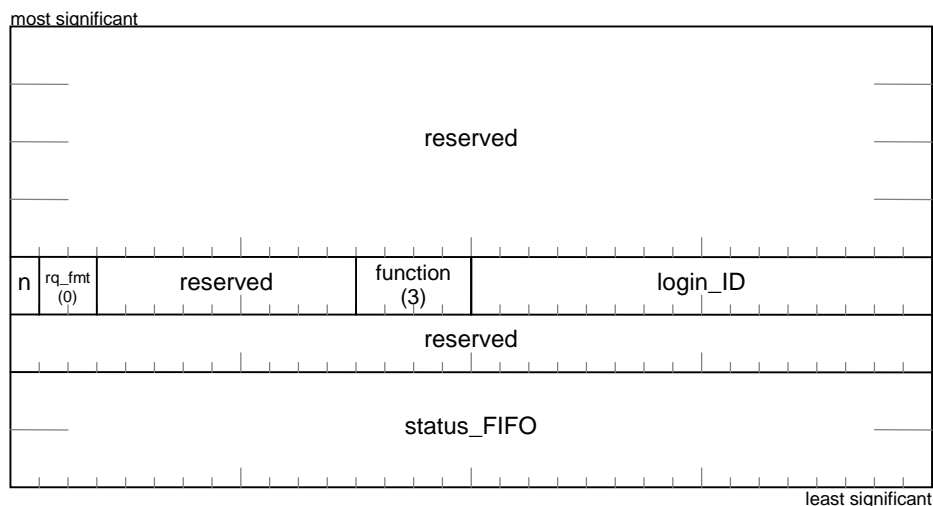 most significant
reserved
n rq_fmt (0) reserved function (3) login_ID
reserved
status_FIFO
least significant